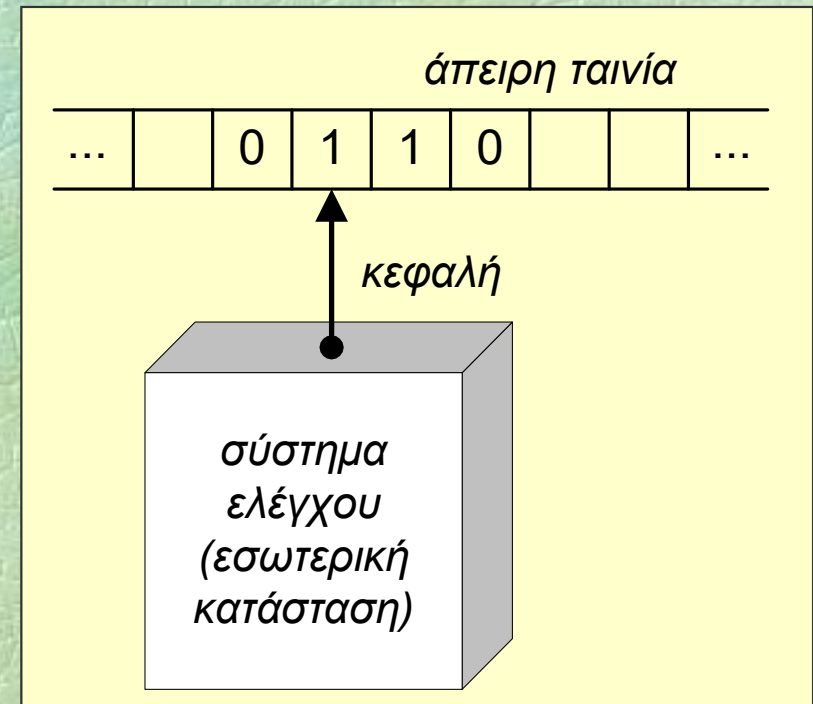 άπειρη ταινία
... 0 1 1 0 ...
κεφαλή
σύστημα
ελέγχου
(εσωτερική
κατάσταση)